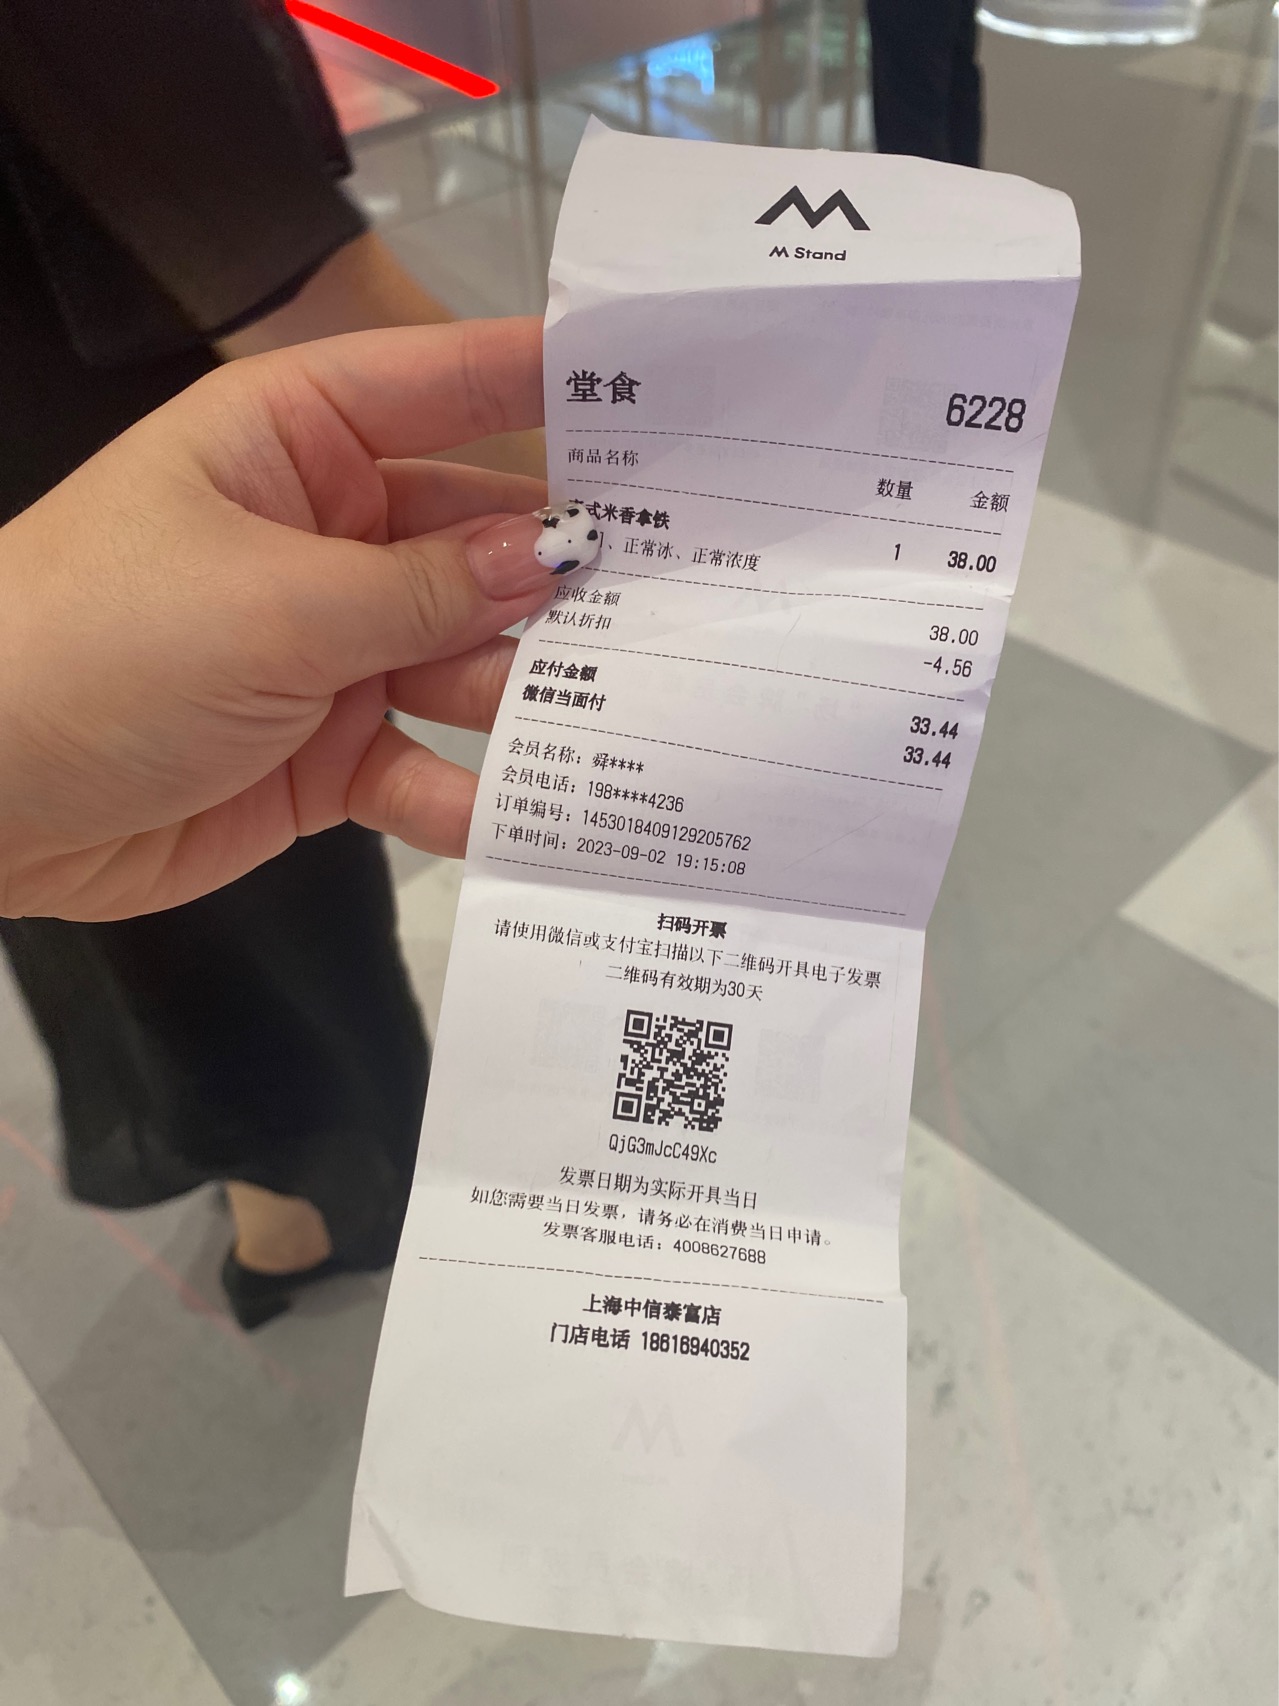 M Stand
堂食
6228
商品名称 数量 金额
式米香拿铁
、正常冰、正常浓度 1 38.00
应收金额 38.00
默认折扣 -4.56
应付金额 33.44
微信当面付 33.44
会员名称：舜****
会员电话：198****4236
订单编号：1453018409129205762
下单时间：2023-09-02 19:15:08
扫码开票
请使用微信或支付宝扫描以下二维码开具电子发票
二维码有效期为30天
QjG3mJcC49Xc
发票日期为实际开具当日
如您需要当日发票，请务必在消费当日申请。
发票客服电话：4008627688
上海中信泰富店
门店电话 18616940352